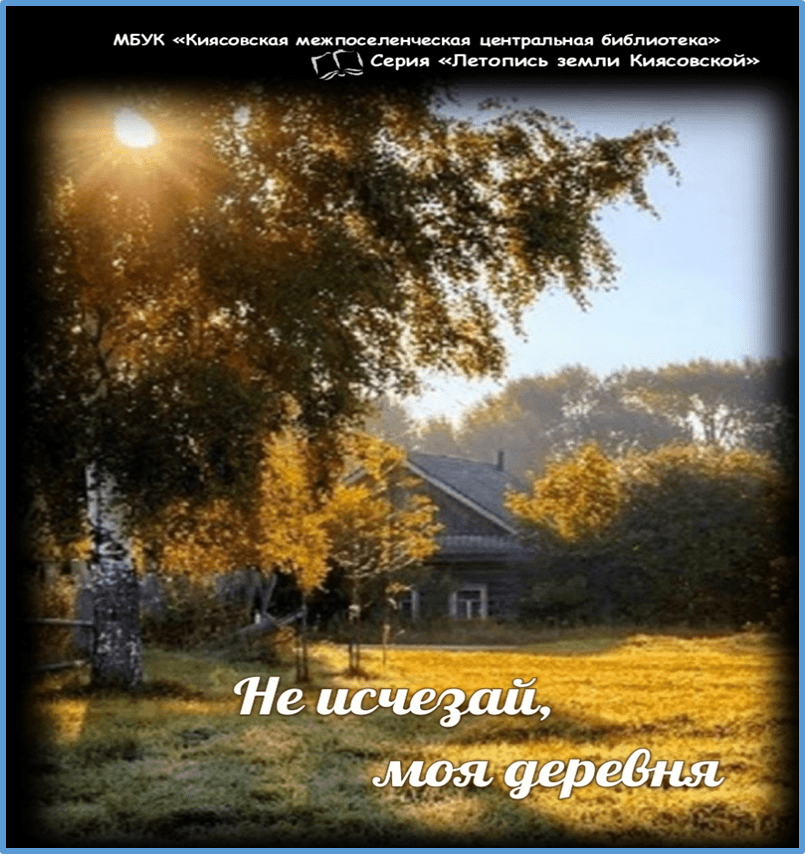 МБУК «Киясовская межпоселенческая центральная библиотека»
Серия «Летопись земли Киясовской»
Не исчезай,
моя деревня